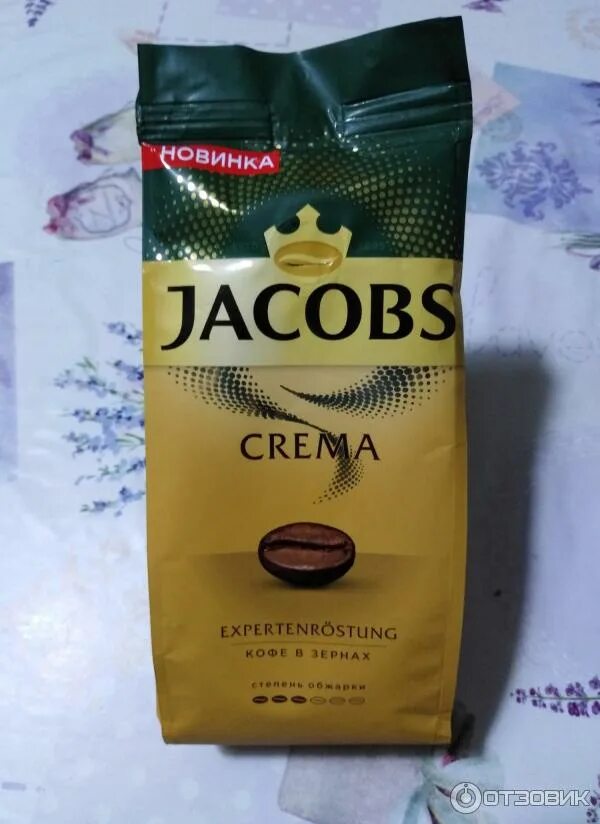 НОВИНКА
JACOBS
CREMA
EXPERTENRÖSTUNG
КОФЕ В ЗЕРНАХ
степень обжарки
ОТЗОВИК